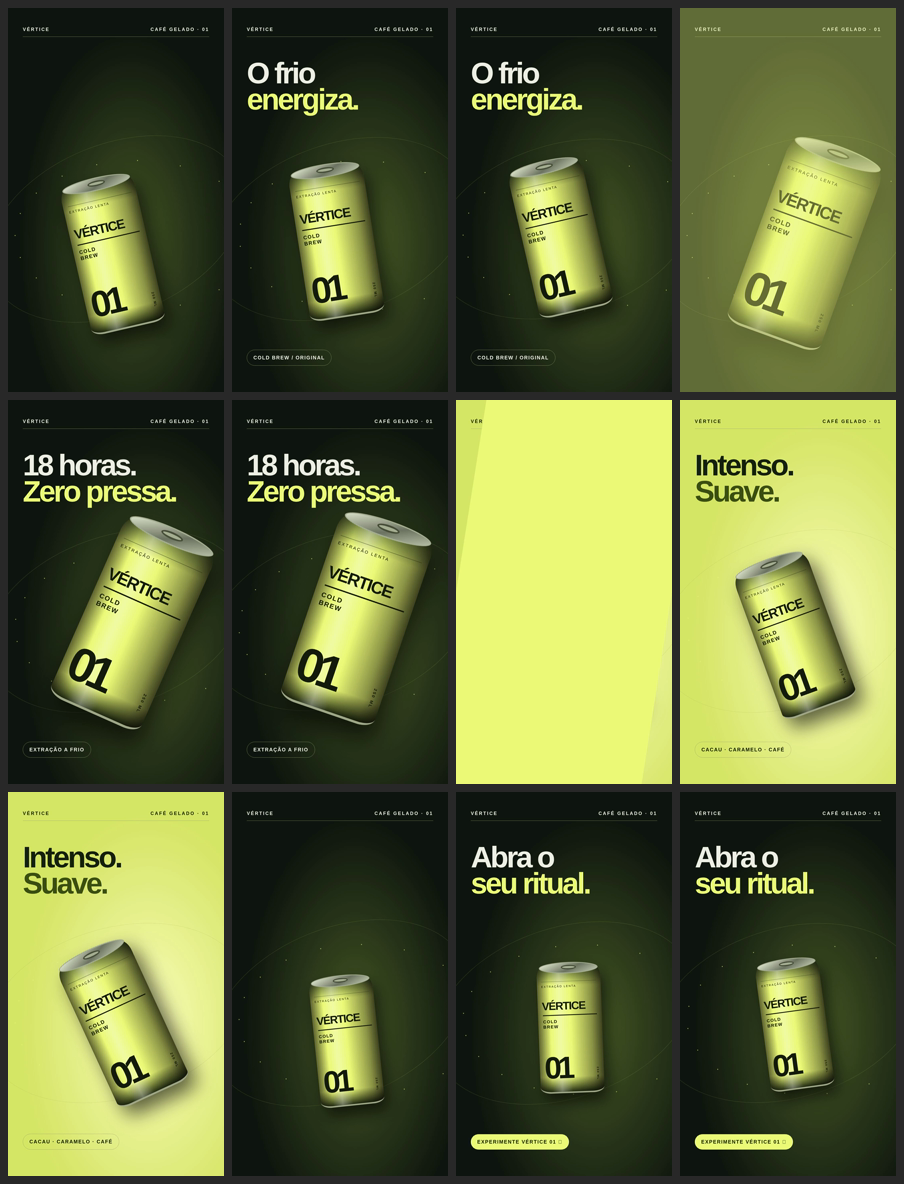 VÉRTICE
CAFÉ GELADO · 01
EXTRAÇÃO LENTA
VÉRTICE
COLD
BREW
01
VÉRTICE
CAFÉ GELADO · 01
O frio
energiza.
EXTRAÇÃO LENTA
VÉRTICE
COLD
BREW
01
COLD BREW / ORIGINAL
VÉRTICE
CAFÉ GELADO · 01
O frio
energiza.
EXTRAÇÃO LENTA
VÉRTICE
COLD
BREW
01
COLD BREW / ORIGINAL
VÉRTICE
CAFÉ GELADO · 01
EXTRAÇÃO LENTA
VÉRTICE
COLD
BREW
01
VÉRTICE
CAFÉ GELADO · 01
18 horas.
Zero pressa.
EXTRAÇÃO LENTA
VÉRTICE
COLD
BREW
01
EXTRAÇÃO A FRIO
VÉRTICE
CAFÉ GELADO · 01
18 horas.
Zero pressa.
EXTRAÇÃO LENTA
VÉRTICE
COLD
BREW
01
EXTRAÇÃO A FRIO
VÉR
VÉRTICE
CAFÉ GELADO · 01
Intenso.
Suave.
EXTRAÇÃO LENTA
VÉRTICE
COLD
BREW
01
CACAU · CARAMELO · CAFÉ
VÉRTICE
CAFÉ GELADO · 01
Intenso.
Suave.
EXTRAÇÃO LENTA
VÉRTICE
COLD
BREW
01
CACAU · CARAMELO · CAFÉ
VÉRTICE
CAFÉ GELADO · 01
EXTRAÇÃO LENTA
VÉRTICE
COLD
BREW
01
VÉRTICE
CAFÉ GELADO · 01
Abra o
seu ritual.
EXTRAÇÃO LENTA
VÉRTICE
COLD
BREW
01
EXPERIMENTE VÉRTICE 01
VÉRTICE
CAFÉ GELADO · 01
Abra o
seu ritual.
EXTRAÇÃO LENTA
VÉRTICE
COLD
BREW
01
EXPERIMENTE VÉRTICE 01